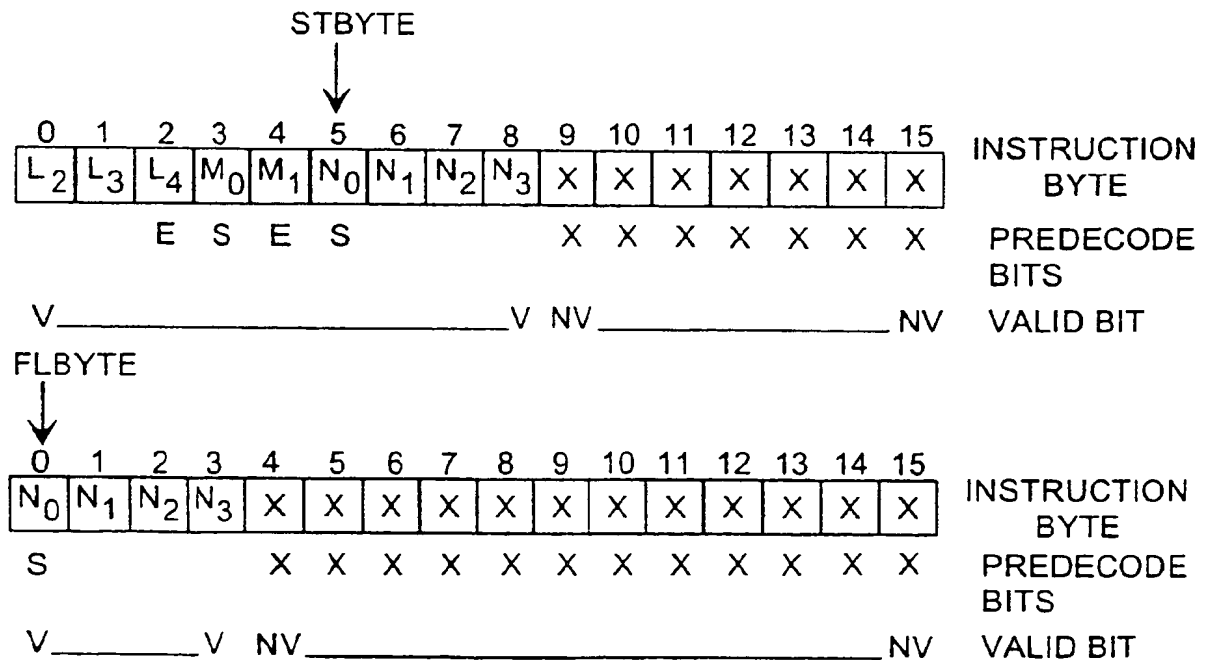 STBYTE
0 1 2 3 4 5 6 7 8 9 10 11 12 13 14 15
L2 L3 L4 M0 M1 N0 N1 N2 N3 X X X X X X X INSTRUCTION BYTE
E S E S X X X X X X X PREDECODE BITS
V V NV NV VALID BIT
FLBYTE
0 1 2 3 4 5 6 7 8 9 10 11 12 13 14 15
N0 N1 N2 N3 X X X X X X X X X X X X INSTRUCTION BYTE
S X X X X X X X X X X X X PREDECODE BITS
V V NV NV VALID BIT